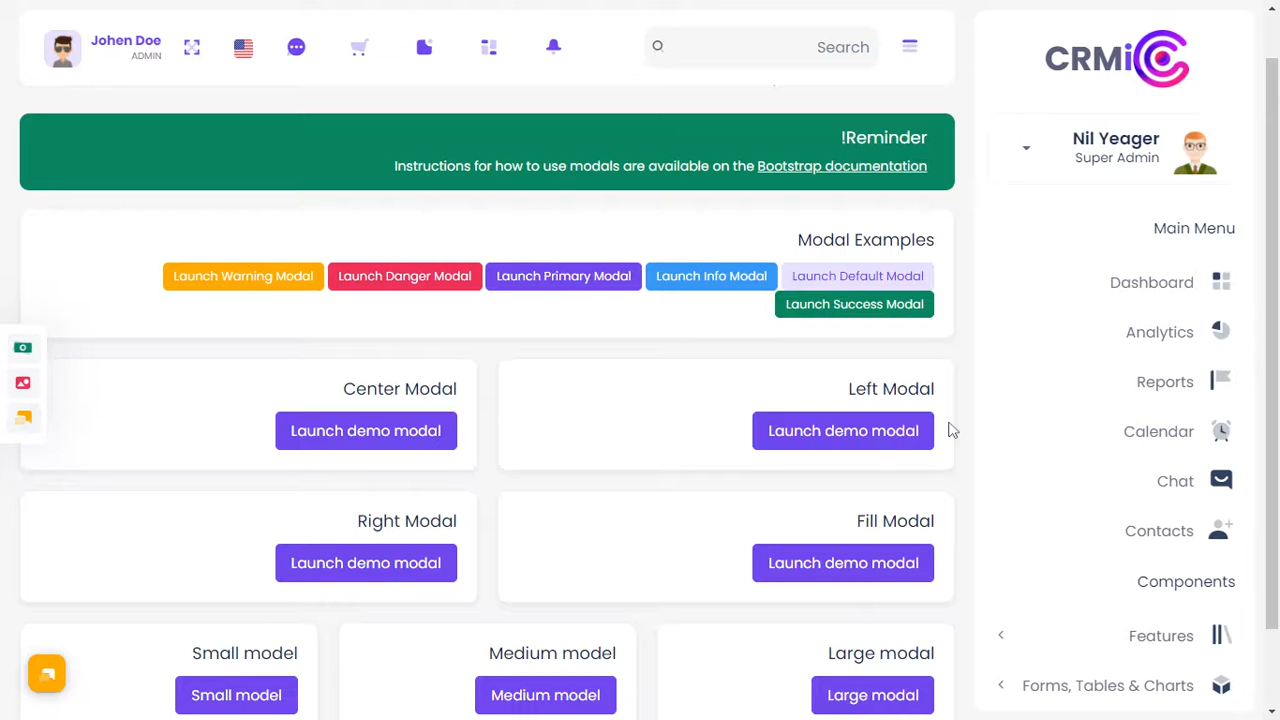 Johen Doe
ADMIN
Search
CRMi
Nil Yeager
Super Admin
!Reminder
Instructions for how to use modals are available on the Bootstrap documentation
Modal Examples
Launch Warning Modal
Launch Danger Modal
Launch Primary Modal
Launch Info Modal
Launch Default Modal
Launch Success Modal
Center Modal
Launch demo modal
Left Modal
Launch demo modal
Right Modal
Launch demo modal
Fill Modal
Launch demo modal
Small model
Small model
Medium model
Medium model
Large modal
Large modal
Main Menu
Dashboard
Analytics
Reports
Calendar
Chat
Contacts
Components
Features
Forms, Tables & Charts